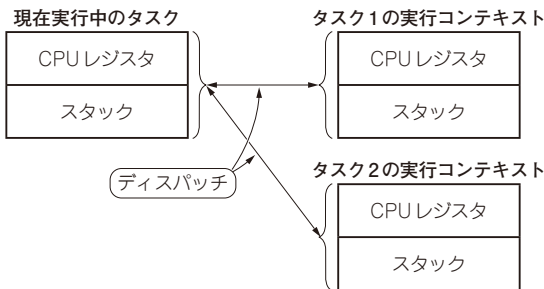 現在実行中のタスク
CPUレジスタ
スタック
タスク1の実行コンテキスト
CPUレジスタ
スタック
ディスパッチ
タスク2の実行コンテキスト
CPUレジスタ
スタック